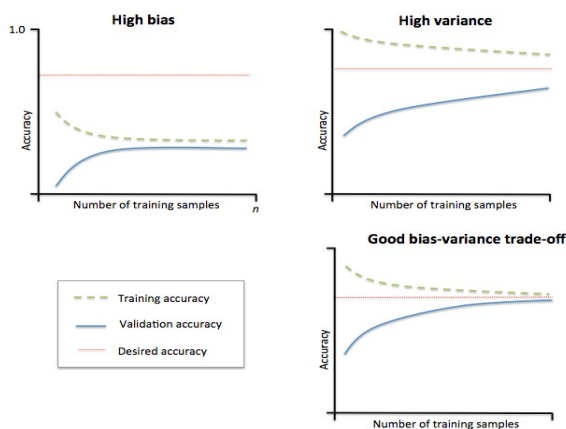 High bias
1.0
Accuracy
Number of training samples
n
High variance
Accuracy
Number of training samples
Good bias-variance trade-off
Accuracy
Number of training samples
Training accuracy
Validation accuracy
Desired accuracy